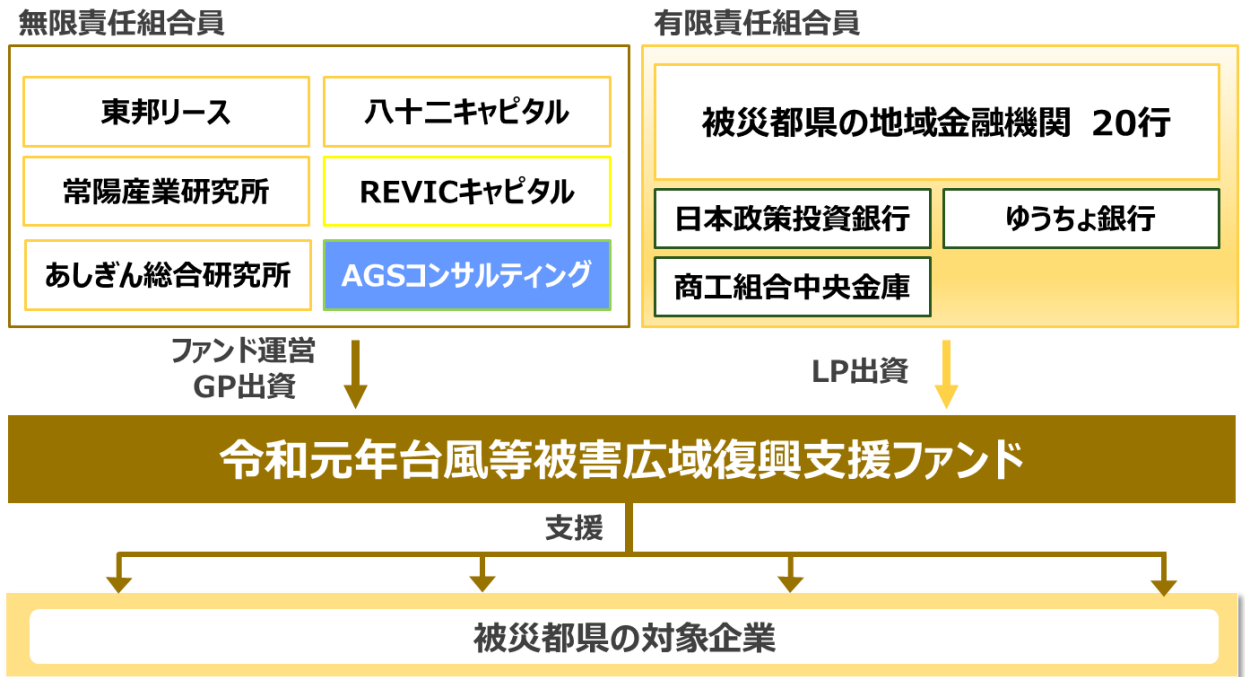 無限責任組合員
東邦リース
八十二キャピタル
常陽産業研究所
REVICキャピタル
あしぎん総合研究所
AGSコンサルティング
有限責任組合員
被災都県の地域金融機関 20行
日本政策投資銀行
ゆうちょ銀行
商工組合中央金庫
ファンド運営
GP出資
LP出資
令和元年台風等被害広域復興支援ファンド
支援
被災都県の対象企業